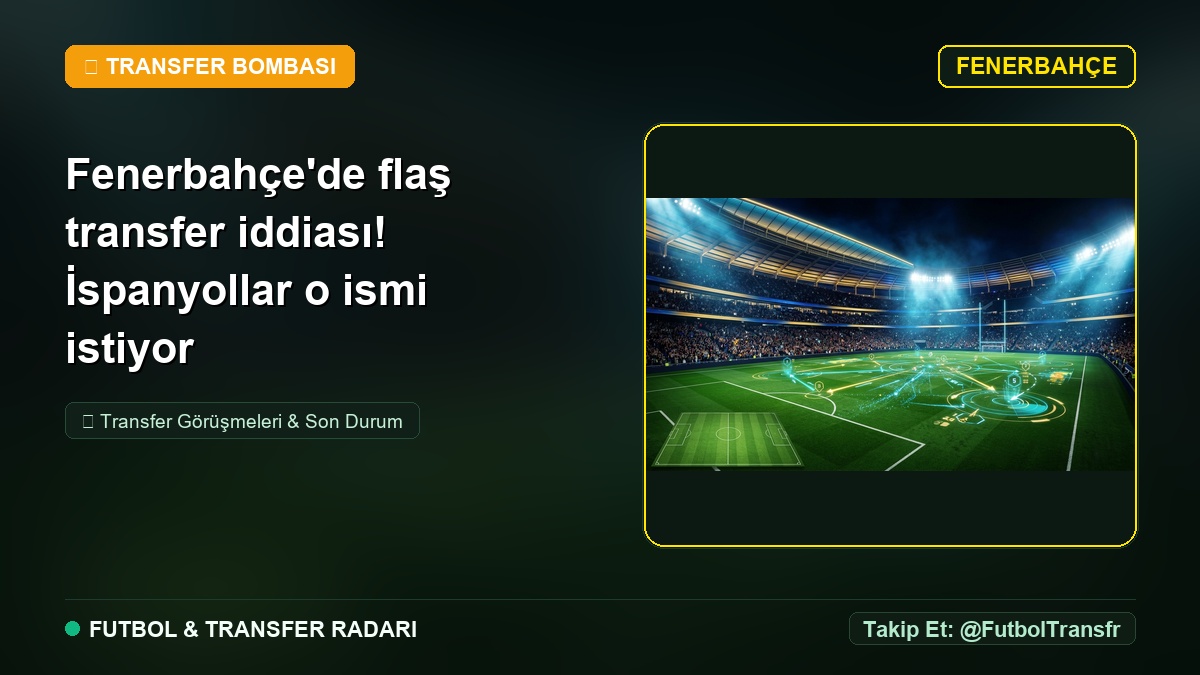 TRANSFER BOMBASI
FENERBAHÇE
Fenerbahçe'de flaş
transfer iddiası!
İspanyollar o ismi
istiyor
Transfer Görüşmeleri & Son Durum
FUTBOL & TRANSFER RADARI
Takip Et: @FutbolTransfr